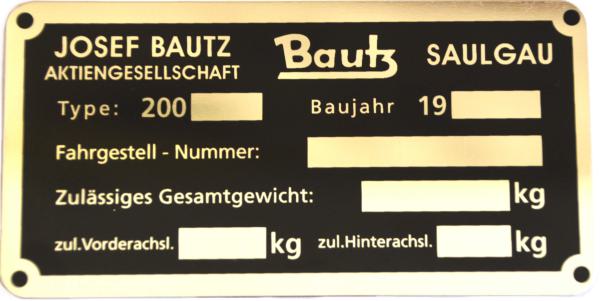 JOSEF BAUTZ Bautz SAULGAU
AKTIENGESELLSCHAFT
Type: 200 Baujahr 19
Fahrgestell - Nummer:
Zulässiges Gesamtgewicht: kg
zul.Vorderachsl. kg zul.Hinterachsl. kg